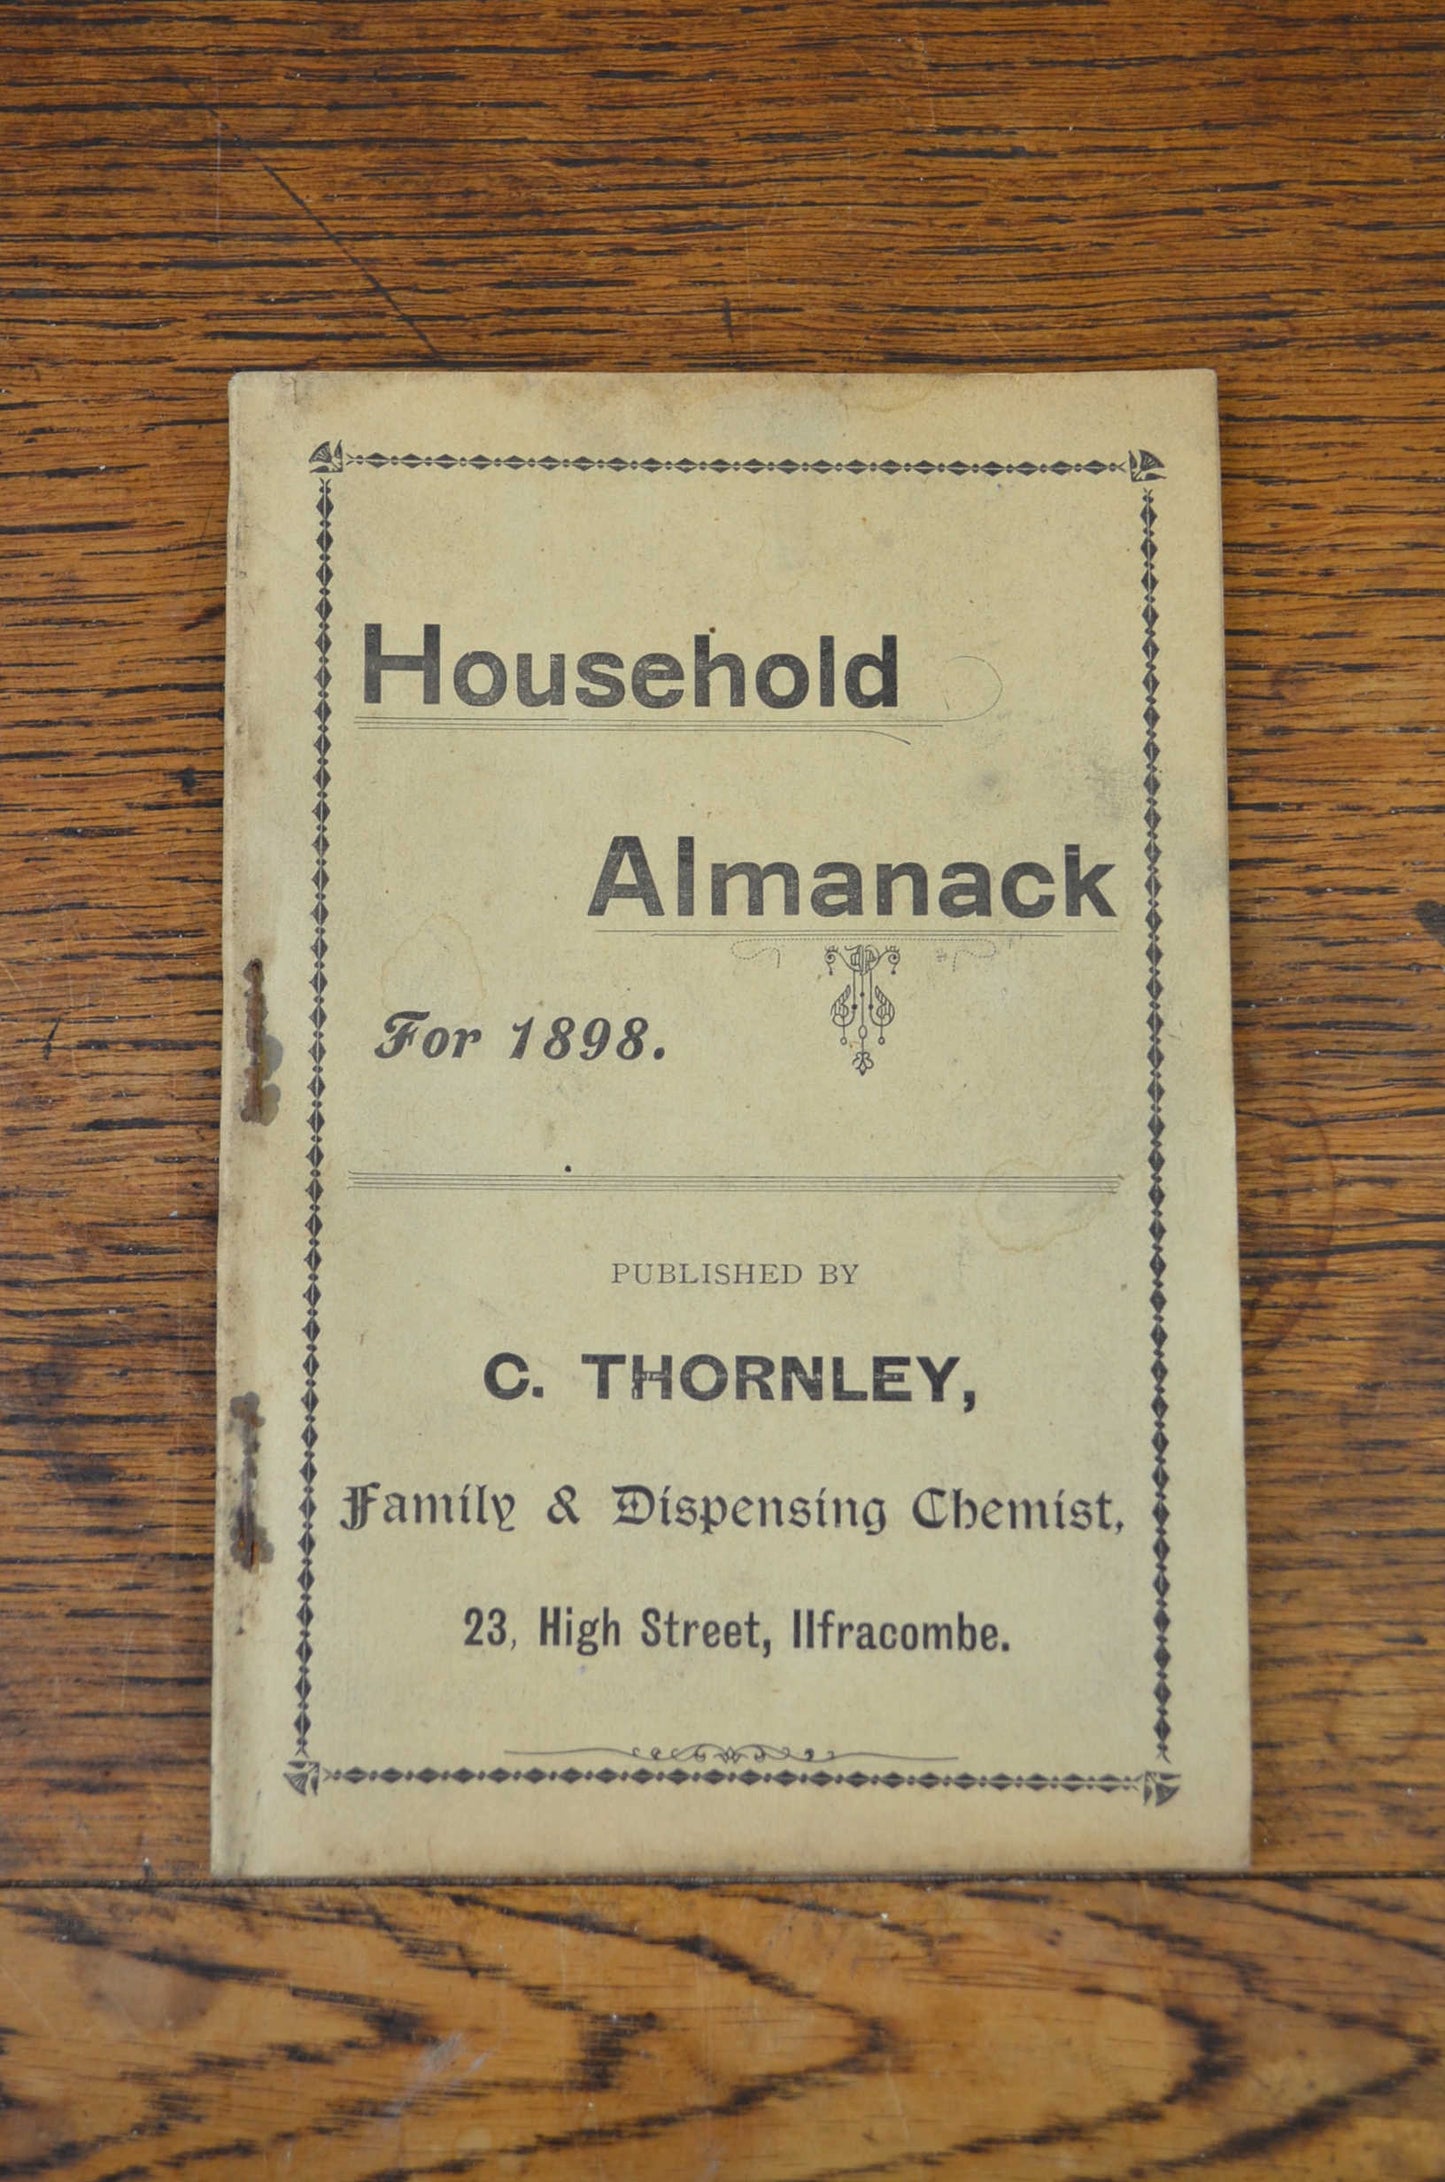 Household
Almanack
For 1898.
PUBLISHED BY
C. THORNLEY,
Family & Dispensing Chemist,
23, High Street, Ilfracombe.